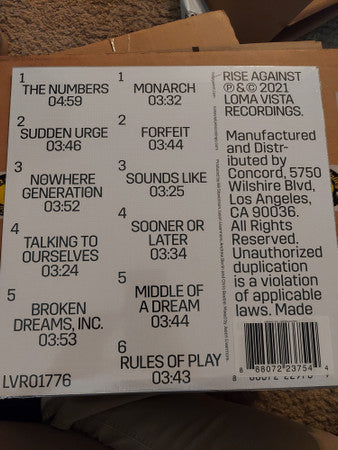 1
THE NUMBERS
04:59
2
SUDDEN URGE
03:46
3
NOWHERE
GENERATION
03:52
4
TALKING TO
OURSELVES
03:24
5
BROKEN
DREAMS, INC.
03:53
LVR01776
1
MONARCH
03:32
2
FORFEIT
03:44
3
SOUNDS LIKE
03:25
4
SOONER OR
LATER
03:34
5
MIDDLE OF
A DREAM
03:44
6
RULES OF PLAY
03:43
RISE AGAINST
℗ & © 2021
LOMA VISTA
RECORDINGS.
Manufactured
and Distr-
ibuted by
Concord, 5750
Wilshire Blvd,
Los Angeles,
CA 90036.
All Rights
Reserved.
Unauthorized
duplication
is a violation
of applicable
laws. Made
8 88072 23754 4